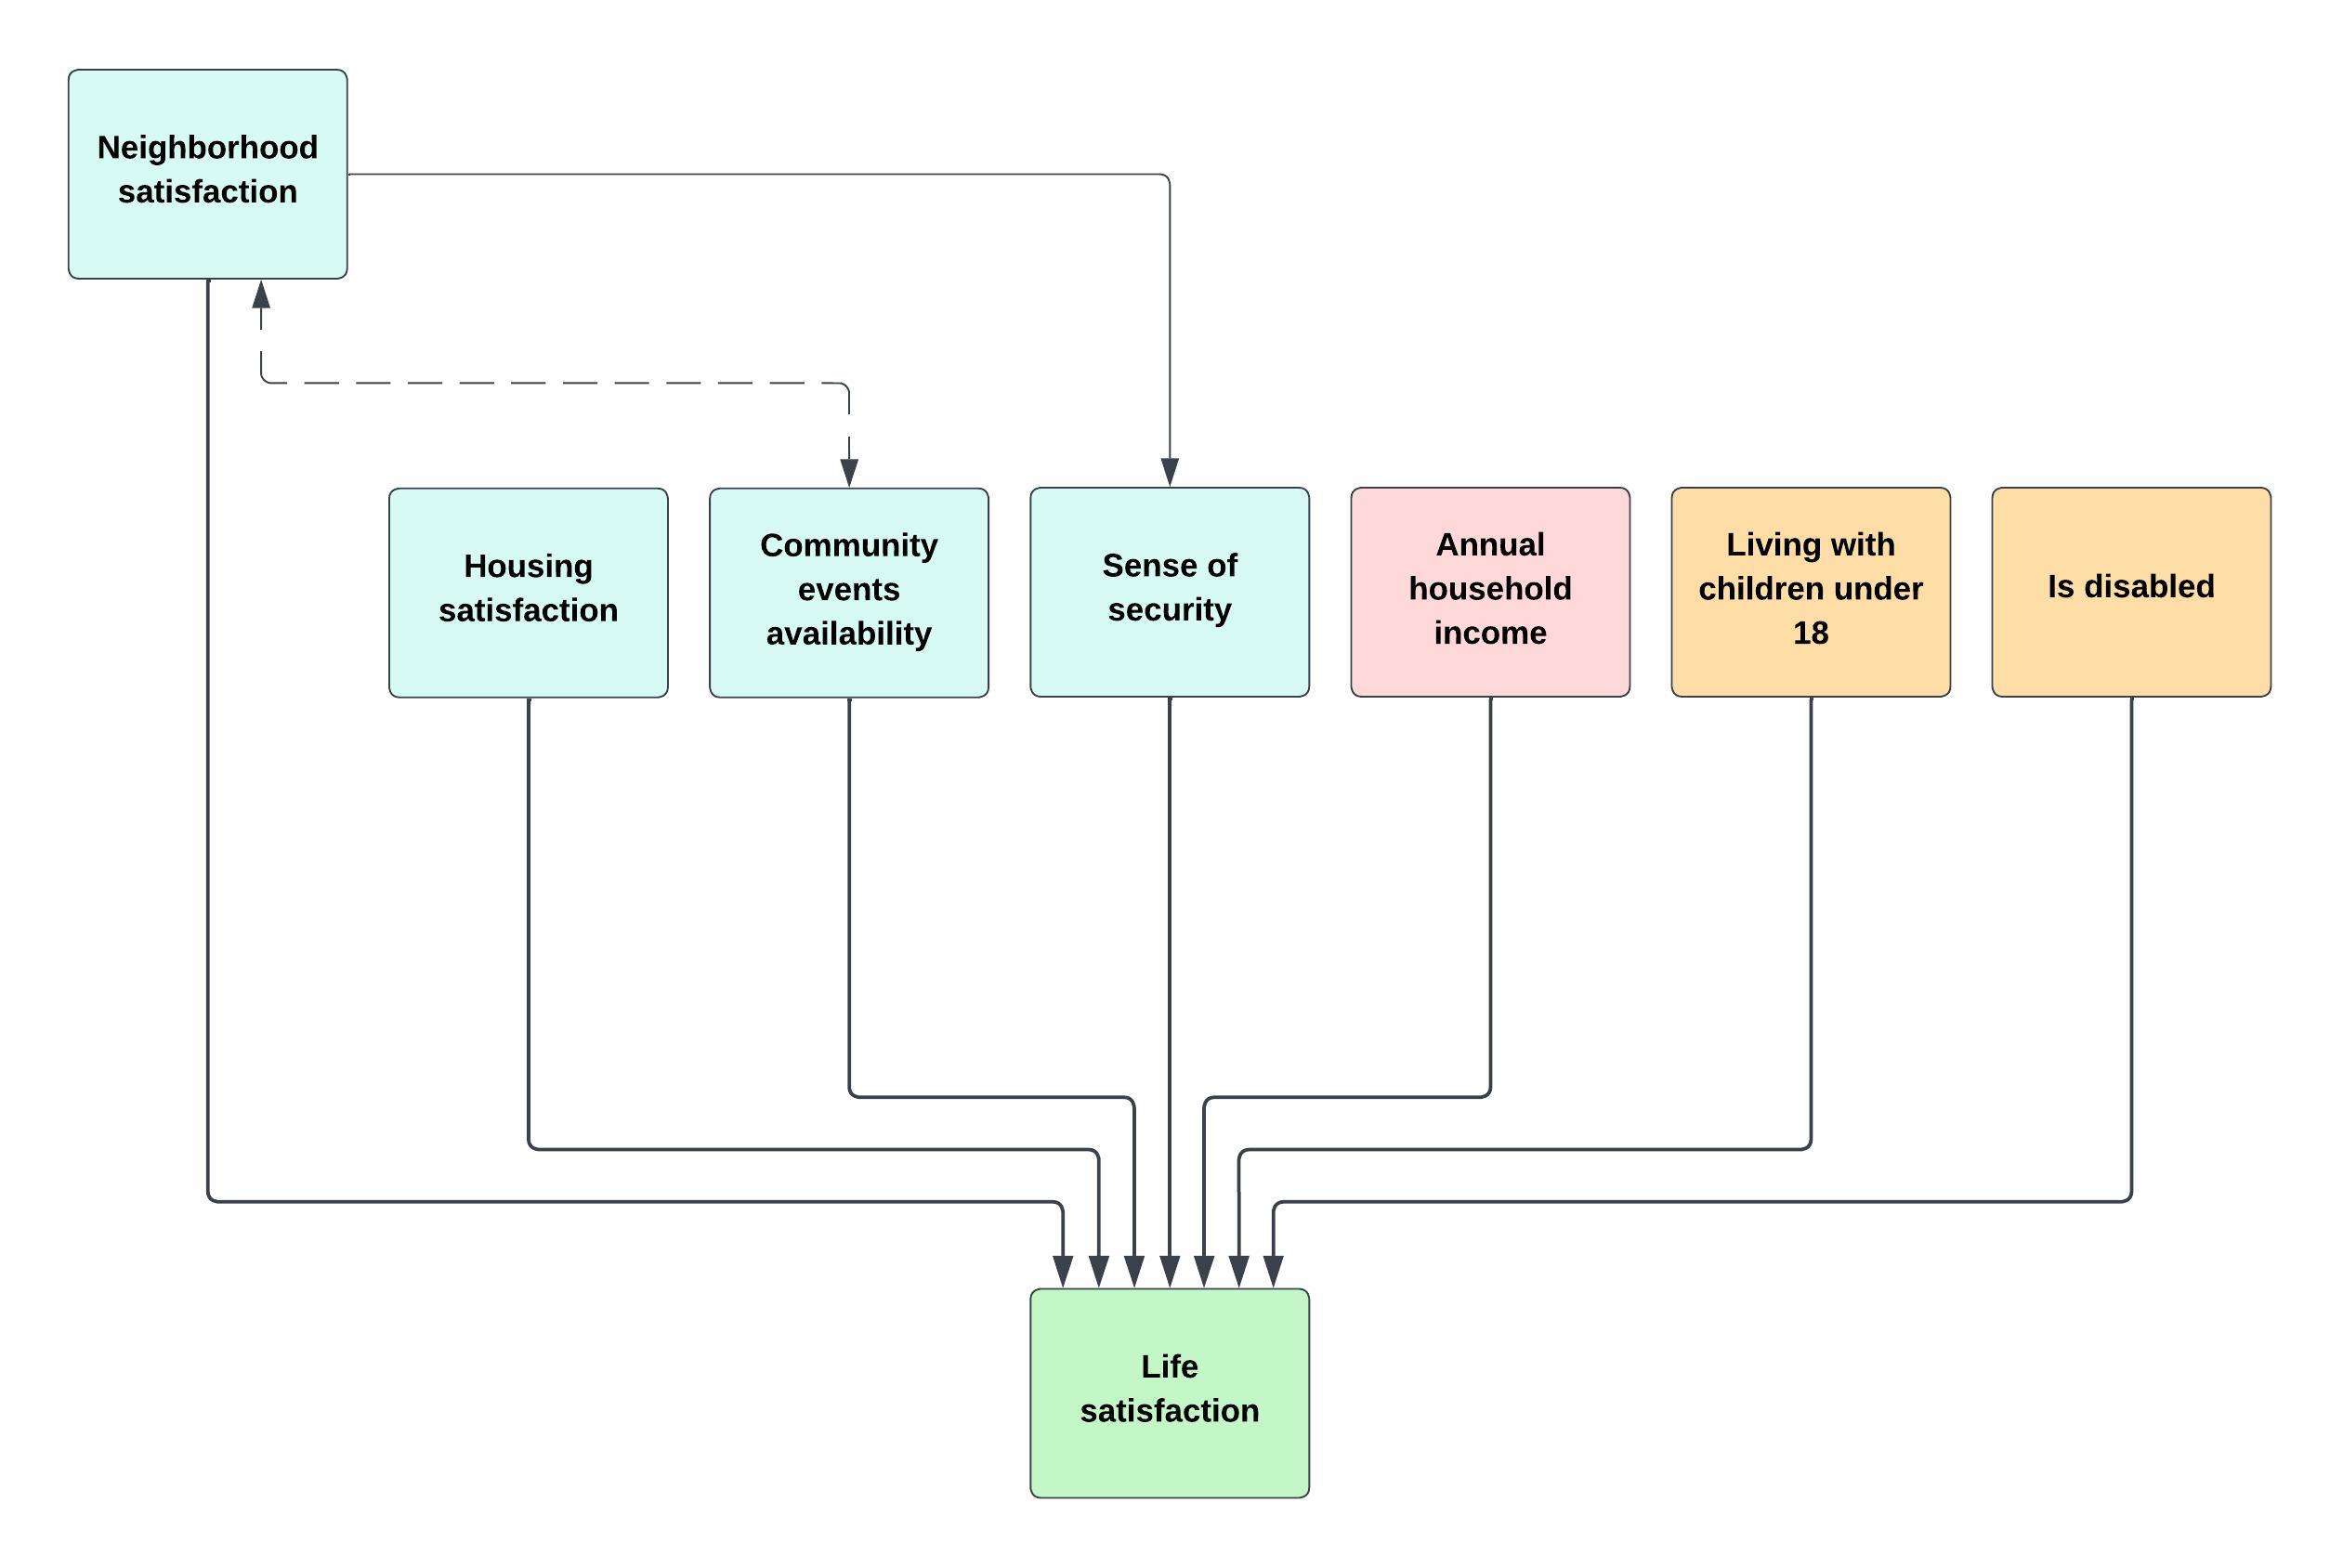 Neighborhood
satisfaction
Housing
satisfaction
Community
events
availability
Sense of
security
Annual
household
income
Living with
children under
18
Is disabled
Life
satisfaction